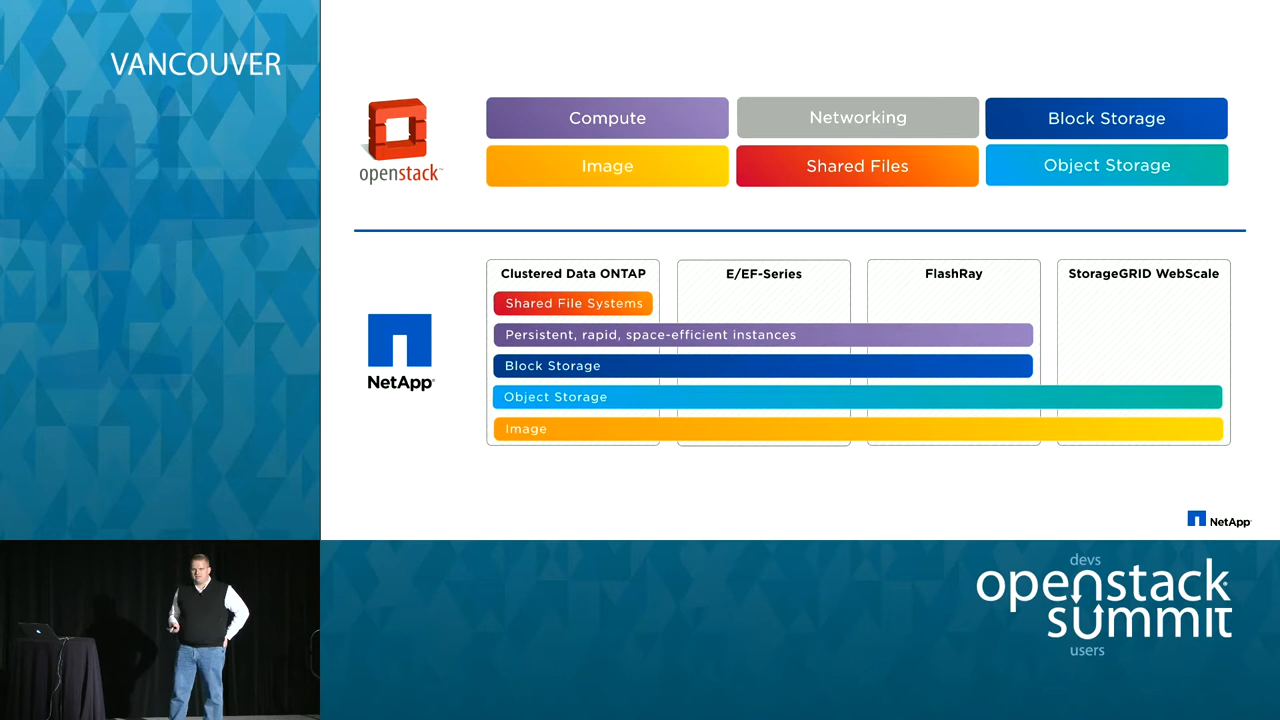 VANCOUVER
Compute
Networking
Block Storage
openstack™
Image
Shared Files
Object Storage
Clustered Data ONTAP
E/EF-Series
FlashRay
StorageGRID WebScale
Shared File Systems
Persistent, rapid, space-efficient instances
Block Storage
NetApp
Object Storage
Image
NetApp
devs
openstack
summit
users